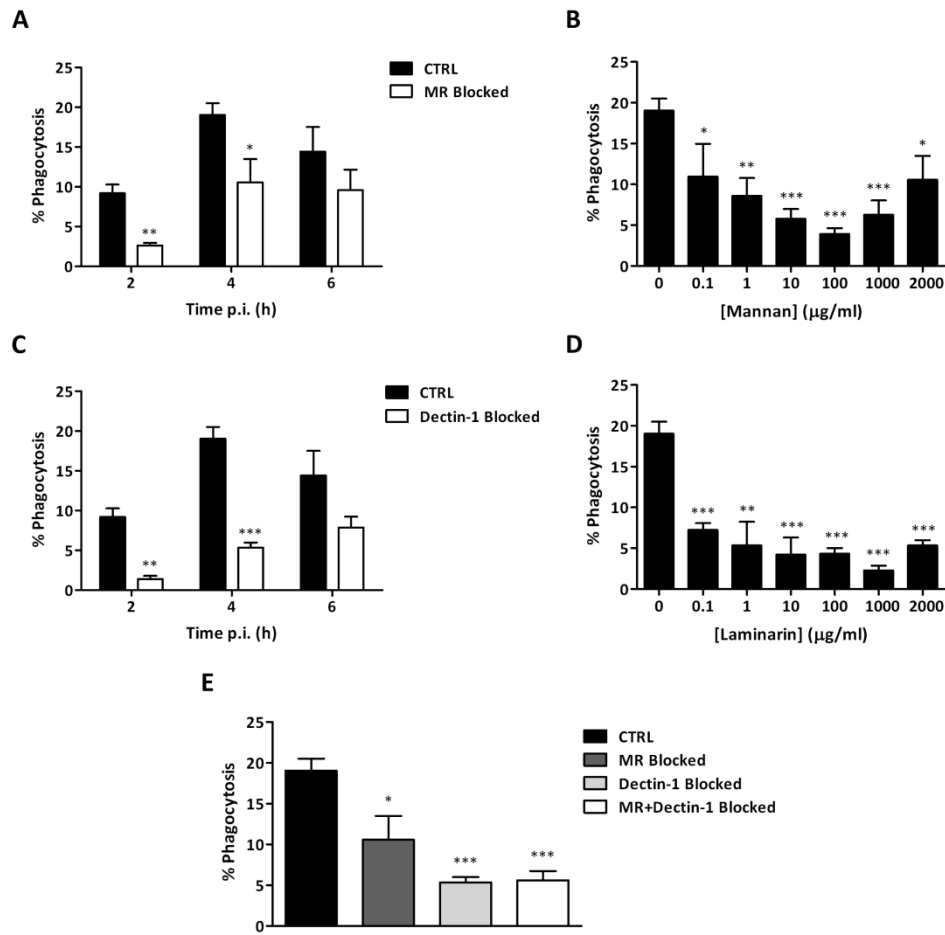 A
25
20
15
10
5
0
% Phagocytosis
**
*
2 4 6
Time p.i. (h)
CTRL
MR Blocked
B
25
20
15
10
5
0
% Phagocytosis
* ** *** *** *** *
0 0.1 1 10 100 1000 2000
[Mannan] (μg/ml)
C
25
20
15
10
5
0
% Phagocytosis
**
***
2 4 6
Time p.i. (h)
CTRL
Dectin-1 Blocked
D
25
20
15
10
5
0
% Phagocytosis
*** ** *** *** *** ***
0 0.1 1 10 100 1000 2000
[Laminarin] (μg/ml)
E
25
20
15
10
5
0
% Phagocytosis
* *** ***
CTRL
MR Blocked
Dectin-1 Blocked
MR+Dectin-1 Blocked